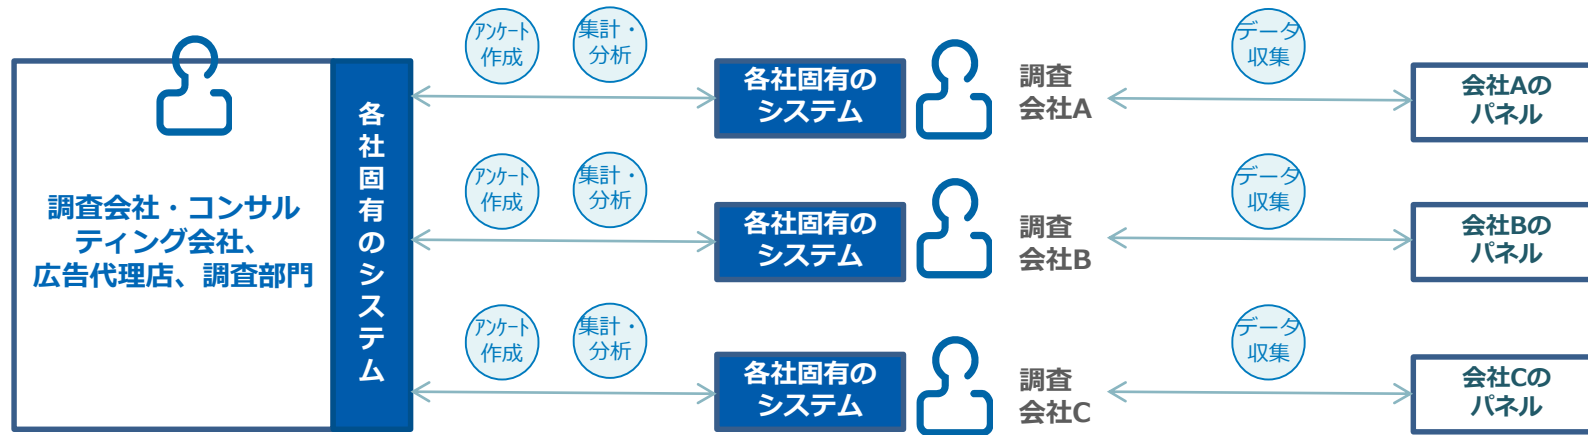 調査会社・コンサル
ティング会社、
広告代理店、調査部門
各社固有のシステム
アンケート
作成
集計・
分析
各社固有の
システム
調査
会社A
データ
収集
会社Aの
パネル
アンケート
作成
集計・
分析
各社固有の
システム
調査
会社B
データ
収集
会社Bの
パネル
アンケート
作成
集計・
分析
各社固有の
システム
調査
会社C
データ
収集
会社Cの
パネル